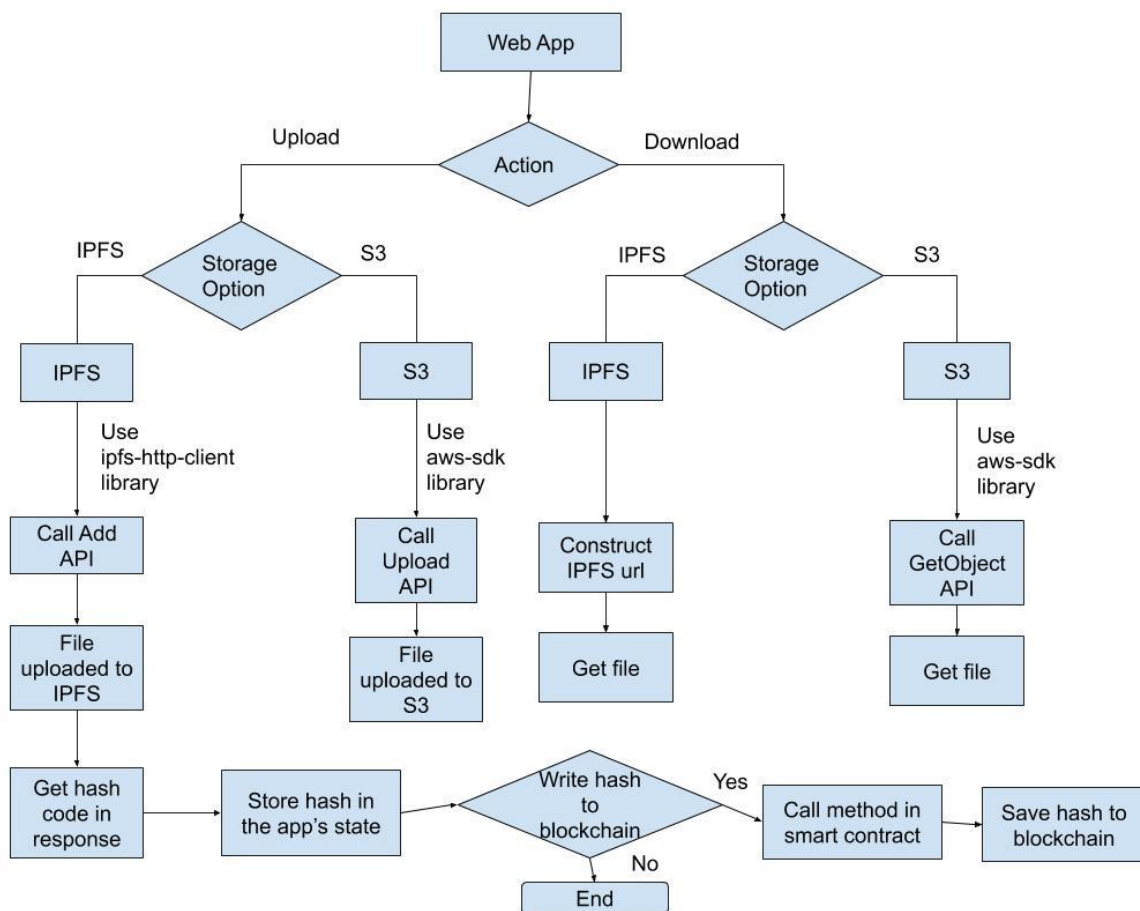 Web App
Upload
Download
Action
IPFS
Storage
Option
S3
IPFS
Storage
Option
S3
IPFS
S3
IPFS
S3
Use
ipfs-http-client
library
Use
aws-sdk
library
Use
aws-sdk
library
Call Add
API
Call
Upload
API
Construct
IPFS url
Call
GetObject
API
File
uploaded to
IPFS
File
uploaded to
S3
Get file
Get file
Get hash
code in
response
Store hash in
the app's state
Write hash
to
blockchain
Yes
Call method in
smart contract
Save hash to
blockchain
No
End